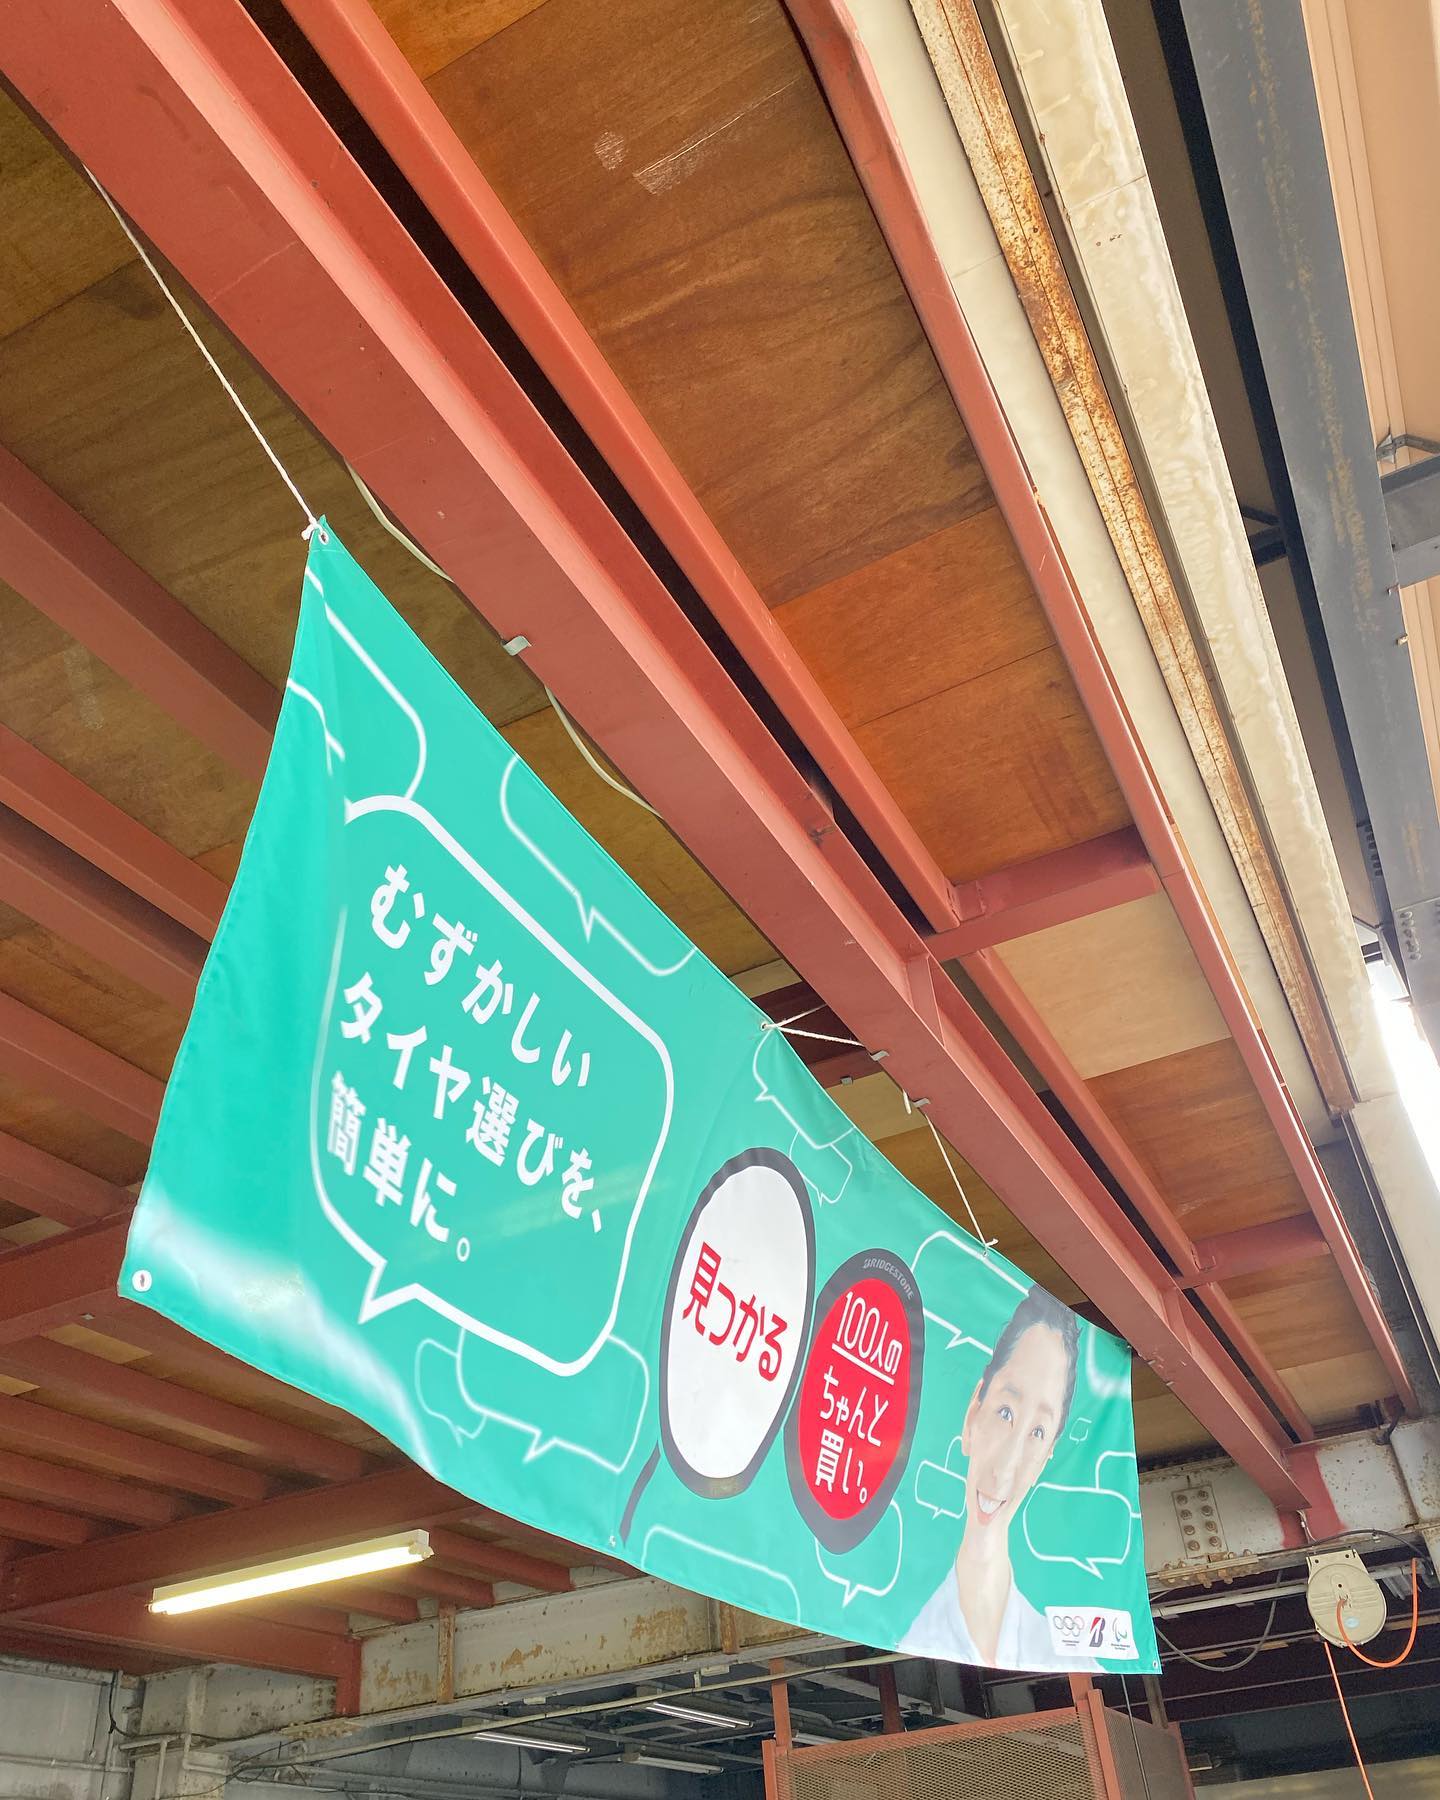 むずかしい
タイヤ選びを、
簡単に。
見つかる
BRIDGESTONE
100人の
ちゃんと
買い。